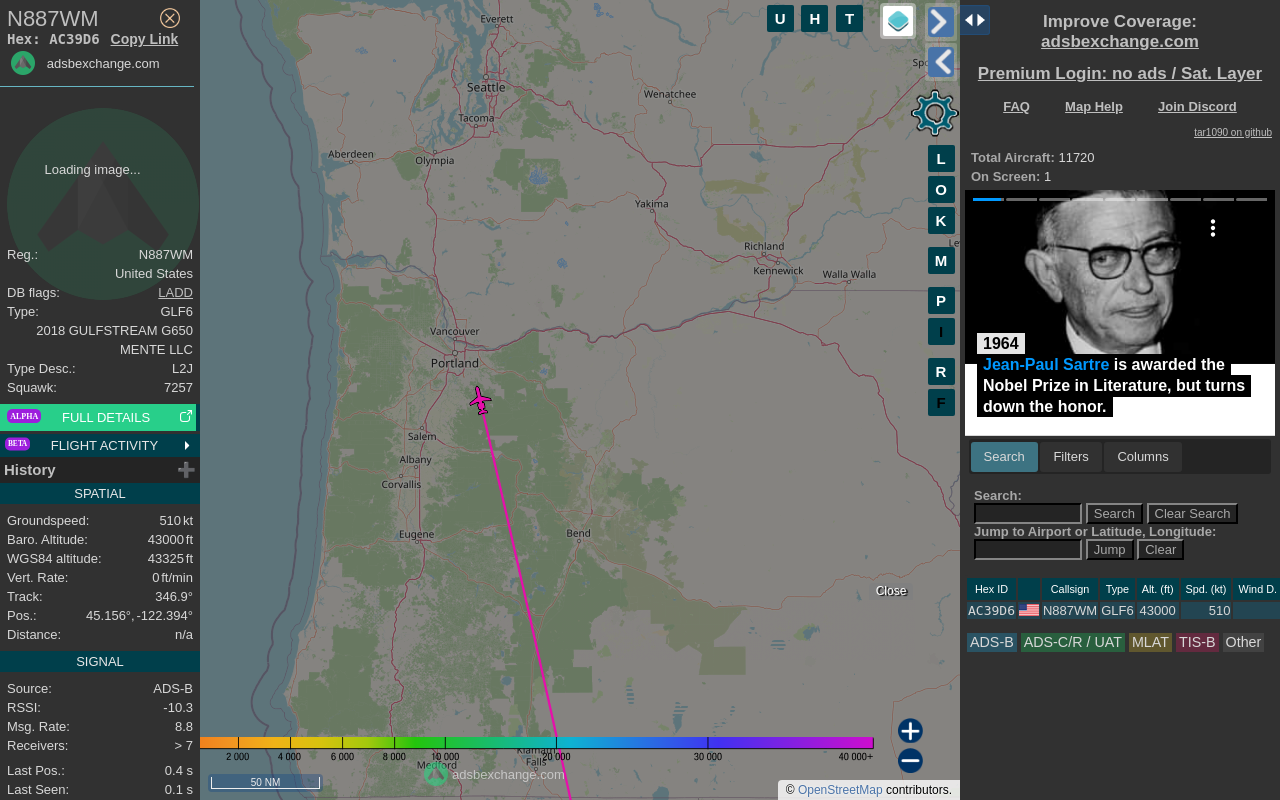 N887WM
Hex: AC39D6 Copy Link
adsbexchange.com
Loading image...
Reg.: N887WM
United States
DB flags: LADD
Type: GLF6
2018 GULFSTREAM G650
MENTE LLC
Type Desc.: L2J
Squawk: 7257
ALPHA FULL DETAILS
BETA FLIGHT ACTIVITY
History
SPATIAL
Groundspeed: 510 kt
Baro. Altitude: 43000 ft
WGS84 altitude: 43325 ft
Vert. Rate: 0 ft/min
Track: 346.9°
Pos.: 45.156°, -122.394°
Distance: n/a
SIGNAL
Source: ADS-B
RSSI: -10.3
Msg. Rate: 8.8
Receivers: > 7
Last Pos.: 0.4 s
Last Seen: 0.1 s
Everett
Seattle
Wenatchee
Tacoma
Aberdeen
Olympia
Yakima
Richland
Kennewick
Walla Walla
Vancouver
Portland
Salem
Albany
Corvallis
Eugene
Bend
Medford
Klamath
Falls
U H T
L
O
K
M
P
I
R
F
Close
2 000 4 000 6 000 8 000 10 000 20 000 30 000 40 000+
adsbexchange.com
50 NM
© OpenStreetMap contributors.
Improve Coverage:
adsbexchange.com
Premium Login: no ads / Sat. Layer
FAQ Map Help Join Discord
tar1090 on github
Total Aircraft: 11720
On Screen: 1
1964
Jean-Paul Sartre is awarded the
Nobel Prize in Literature, but turns
down the honor.
Search Filters Columns
Search:
Search Clear Search
Jump to Airport or Latitude, Longitude:
Jump Clear
Hex ID Callsign Type Alt. (ft) Spd. (kt) Wind D.
AC39D6 N887WM GLF6 43000 510
ADS-B ADS-C/R / UAT MLAT TIS-B Other